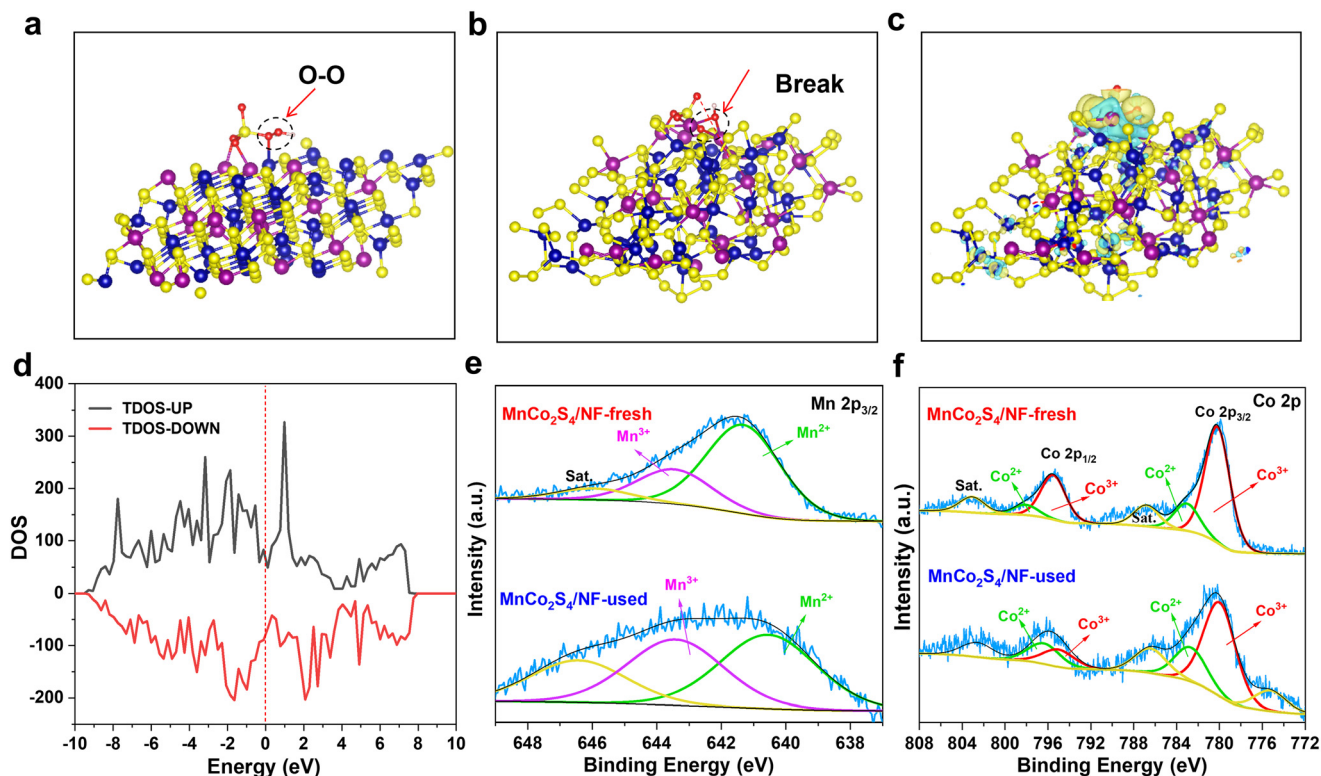 a
O-O
b
Break
c
d
400
300
200
100
0
-100
-200
DOS
TDOS-UP
TDOS-DOWN
-10 -8 -6 -4 -2 0 2 4 6 8 10
Energy (eV)
e
Mn 2p3/2
MnCo2S4/NF-fresh
Mn3+
Mn2+
Sat.
MnCo2S4/NF-used
Mn3+
Mn2+
Intensity (a.u.)
648 646 644 642 640 638
Binding Energy (eV)
f
Co 2p
MnCo2S4/NF-fresh
Co 2p3/2
Co 2p1/2
Sat.
Co2+
Co3+
Sat.
Co2+
Co3+
MnCo2S4/NF-used
Co2+
Co3+
Co2+
Co3+
Intensity (a.u.)
808 804 800 796 792 788 784 780 776 772
Binding Energy (eV)